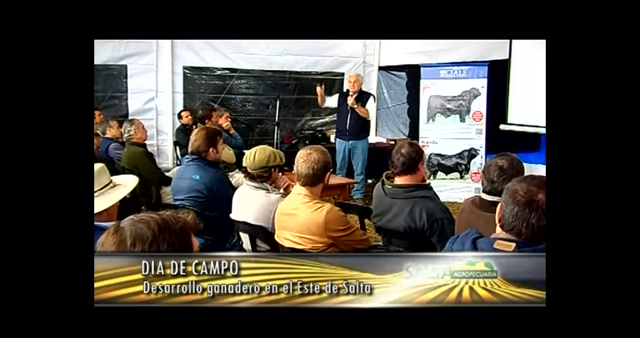 DIA DE CAMPO
Desarrollo ganadero en el Este de Salta
SALTA
AGROPECUARIA